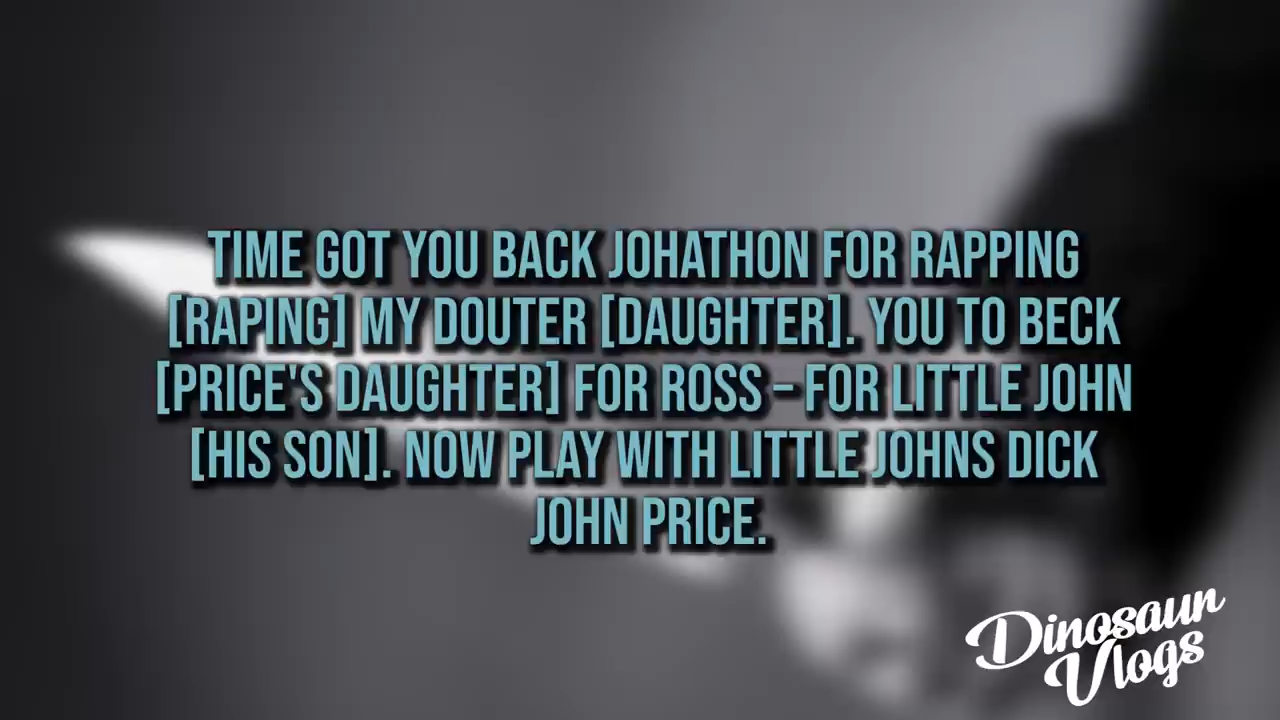 TIME GOT YOU BACK JOHATHON FOR RAPPING
[RAPING] MY DOUTER [DAUGHTER]. YOU TO BECK
[PRICE'S DAUGHTER] FOR ROSS – FOR LITTLE JOHN
[HIS SON]. NOW PLAY WITH LITTLE JOHNS DICK
JOHN PRICE.
Dinosaur
Vlogs